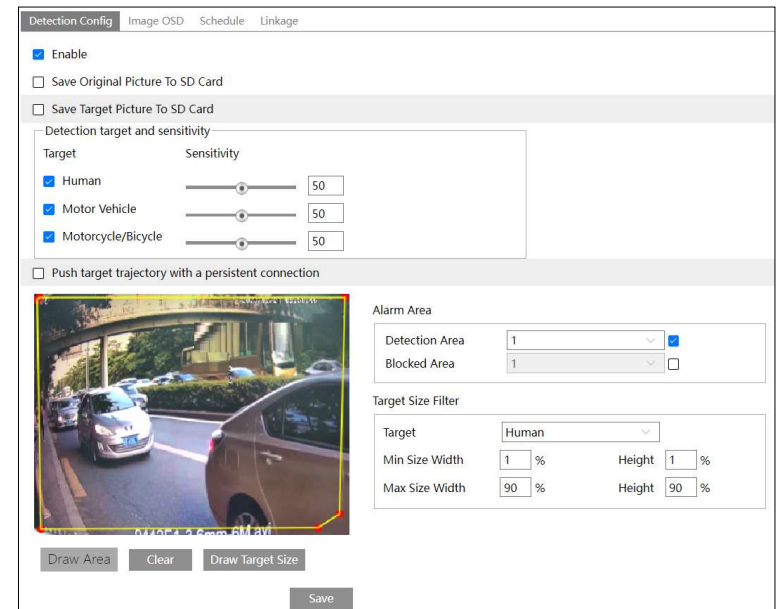 Detection Config Image OSD Schedule Linkage
Enable
Save Original Picture To SD Card
Save Target Picture To SD Card
Detection target and sensitivity
Target Sensitivity
Human 50
Motor Vehicle 50
Motorcycle/Bicycle 50
Push target trajectory with a persistent connection
Alarm Area
Detection Area 1
Blocked Area 1
Target Size Filter
Target Human
Min Size Width 1 % Height 1 %
Max Size Width 90 % Height 90 %
Draw Area Clear Draw Target Size
Save